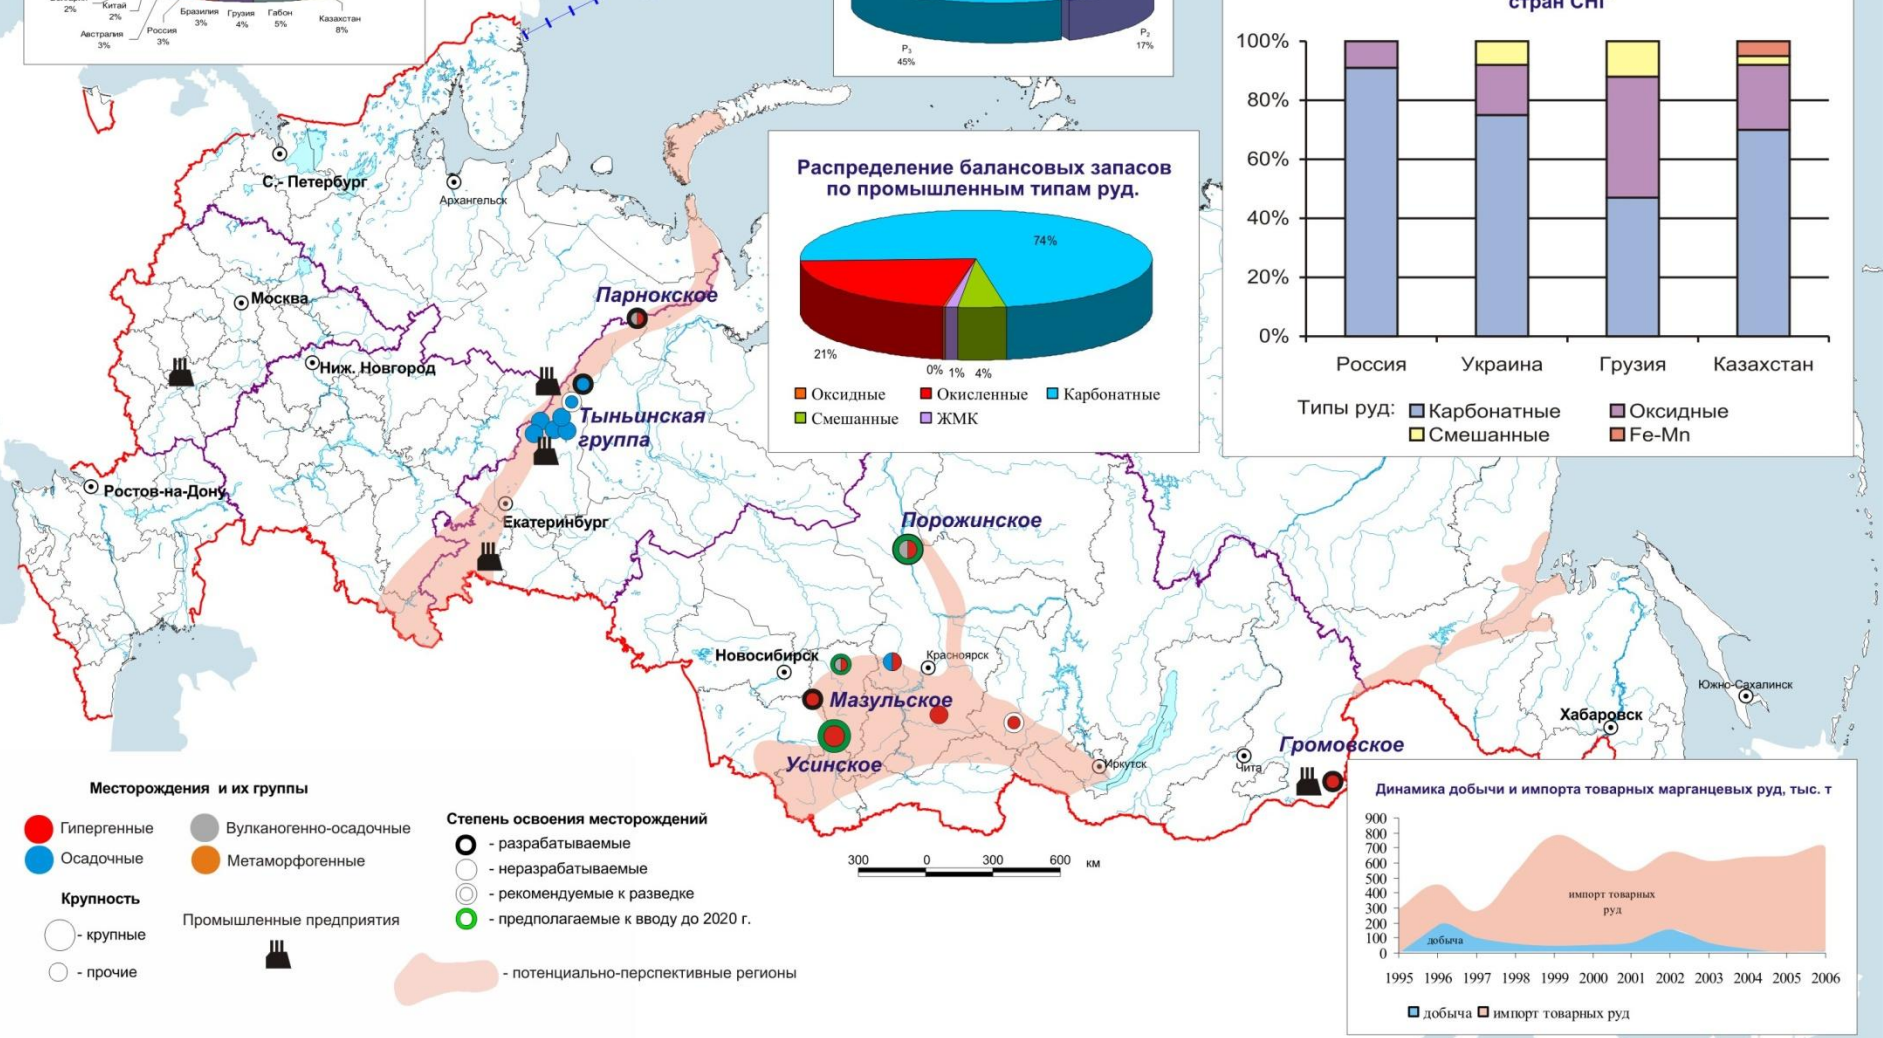 2%
Китай
2%
Австралия
3%
Россия
3%
Бразилия
3%
Грузия
4%
Габон
5%
Казахстан
8%
P₃
45%
P₂
17%
стран СНГ
100%
80%
60%
40%
20%
0%
Россия
Украина
Грузия
Казахстан
Типы руд:
Карбонатные
Оксидные
Смешанные
Fe-Mn
Распределение балансовых запасов
по промышленным типам руд.
74%
21%
0%
1%
4%
Оксидные
Окисленные
Карбонатные
Смешанные
ЖМК
С.- Петербург
Архангельск
Москва
Парнокское
Ниж. Новгород
Тыньинская
группа
Ростов-на-Дону
Екатеринбург
Порожинское
Новосибирск
Красноярск
Мазульское
Усинское
Иркутск
Чита
Громовское
Хабаровск
Южно-Сахалинск
Месторождения и их группы
Гипергенные
Вулканогенно-осадочные
Осадочные
Метаморфогенные
Крупность
- крупные
- прочие
Промышленные предприятия
Степень освоения месторождений
- разрабатываемые
- неразрабатываемые
- рекомендуемые к разведке
- предполагаемые к вводу до 2020 г.
- потенциально-перспективные регионы
300
0
300
600
км
Динамика добычи и импорта товарных марганцевых руд, тыс. т
900
800
700
600
500
400
300
200
100
0
импорт товарных
руд
добыча
1995 1996 1997 1998 1999 2000 2001 2002 2003 2004 2005 2006
добыча
импорт товарных руд